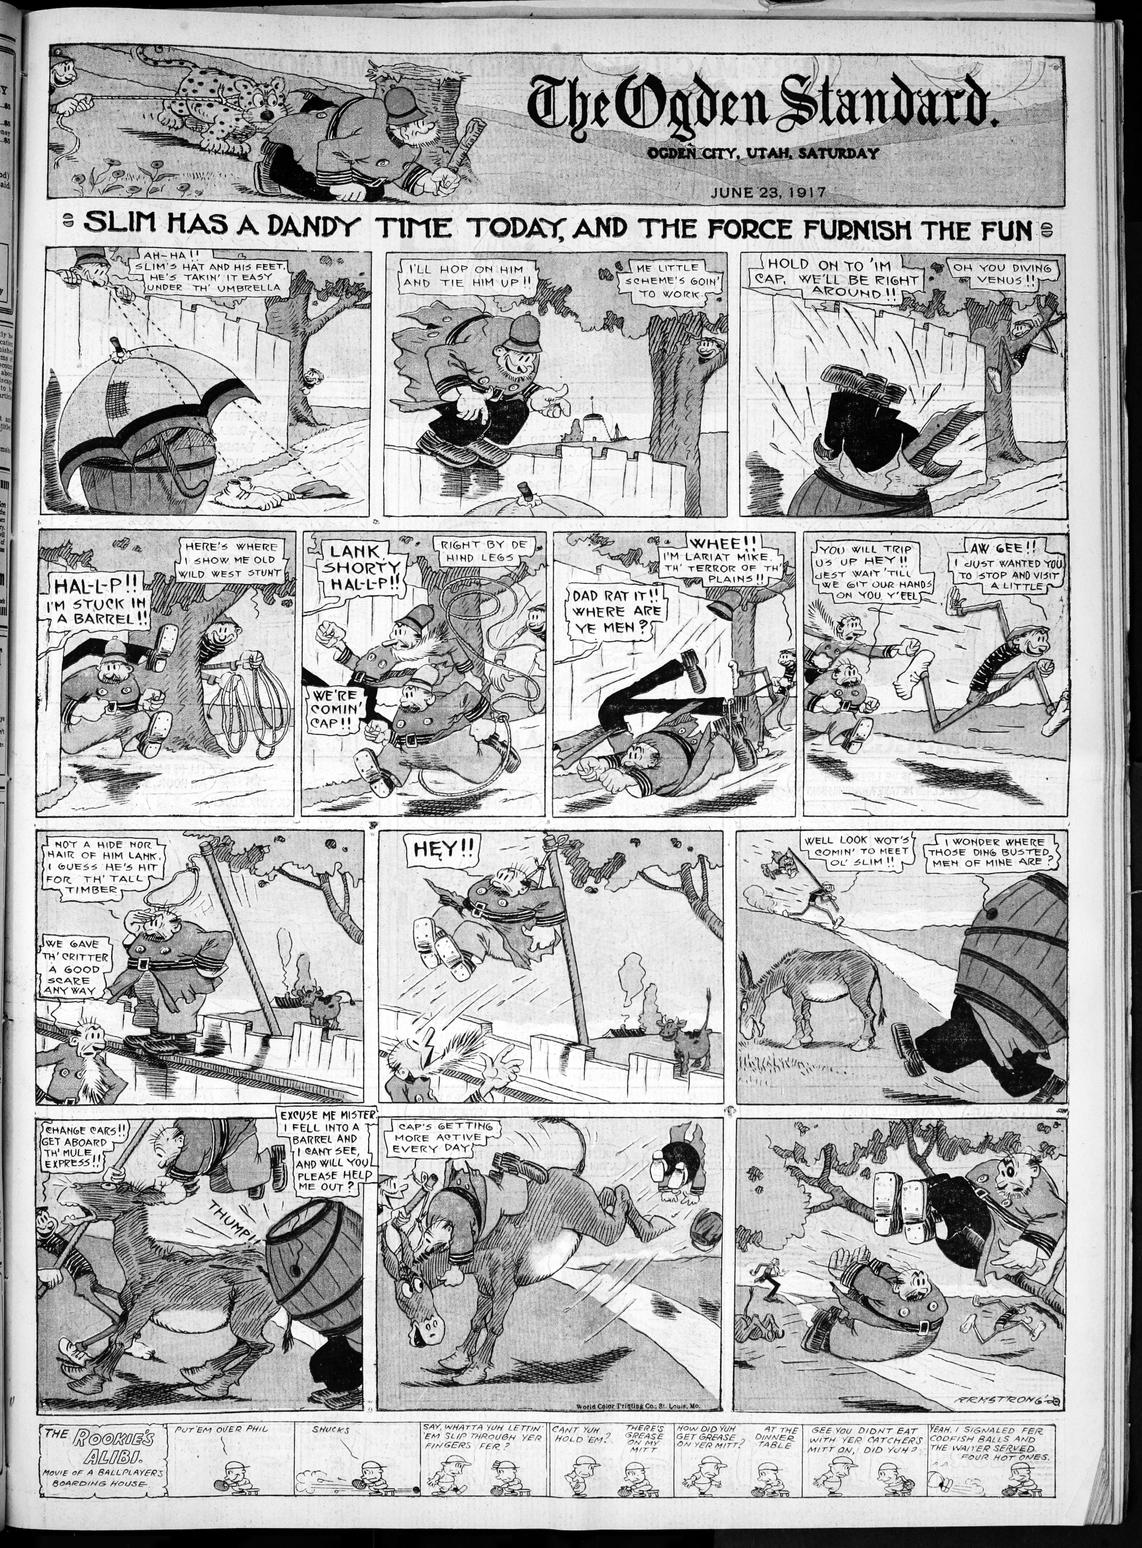 The Ogden Standard.
OGDEN CITY, UTAH, SATURDAY
JUNE 23, 1917
SLIM HAS A DANDY TIME TODAY, AND THE FORCE FURNISH THE FUN
AH-HA!!
SLIM'S HAT AND HIS FEET.
HE'S TAKIN' IT EASY
UNDER TH' UMBRELLA
I'LL HOP ON HIM
AND TIE HIM UP!!
ME LITTLE
SCHEME'S GOIN'
TO WORK
HOLD ON TO 'IM
CAP, WE'LL BE RIGHT
AROUND!!
OH YOU DIVING
VENUS!!
HAL-L-P!!
I'M STUCK IN
A BARREL!!
HERE'S WHERE
I SHOW ME OLD
WILD WEST STUNT
LANK
SHORTY
HAL-L-P!!
RIGHT BY DE
HIND LEGS
WE'RE
COMIN'
CAP!!
WHEE!!
I'M LARIAT MIKE,
TH' TERROR OF TH'
PLAINS!!
DAD RAT IT!!
WHERE ARE
YE MEN?
YOU WILL TRIP
US UP HEY!!
JEST WAIT 'TILL
WE GIT OUR HANDS
ON YOU Y'EEL
AW GEE!!
I JUST WANTED YOU
TO STOP AND VISIT
A LITTLE
NOT A HIDE NOR
HAIR OF HIM LANK.
I GUESS HE'S HIT
FOR TH' TALL
TIMBER
WE GAVE
TH' CRITTER
A GOOD
SCARE
ANY WAY
HEY!!
WELL LOOK WOT'S
COMIN' TO MEET
OL' SLIM!!
I WONDER WHERE
THOSE DING BUSTED
MEN OF MINE ARE?
CHANGE CARS!!
GET ABOARD
TH' MULE
EXPRESS!!
EXCUSE ME MISTER
I FELL INTO A
BARREL AND
I CAN'T SEE,
AND WILL YOU
PLEASE HELP
ME OUT?
THUMP!!
CAP'S GETTING
MORE ACTIVE
EVERY DAY
World Color Printing Co., St. Louis, Mo.
ARMSTRONG
THE ROOKIE'S
ALIBI.
MOVIE OF A BALLPLAYER'S
BOARDING HOUSE
PUT 'EM OVER PHIL
SHUCKS
SAY, WHATTA YUH LETTIN'
'EM SLIP THROUGH YER
FINGERS FER?
CAN'T YUH
HOLD 'EM?
THERE'S
GREASE
ON MY
MITT
HOW DID YUH
GET GREASE
ON YER MITT?
AT THE
DINNER
TABLE
SEE YOU DIDN'T EAT
WITH YER CATCHERS
MITT ON, DID YUH?
YEAH. I SIGNALED FER
CODFISH BALLS AND
THE WAITER SERVED
FOUR HOT ONES.